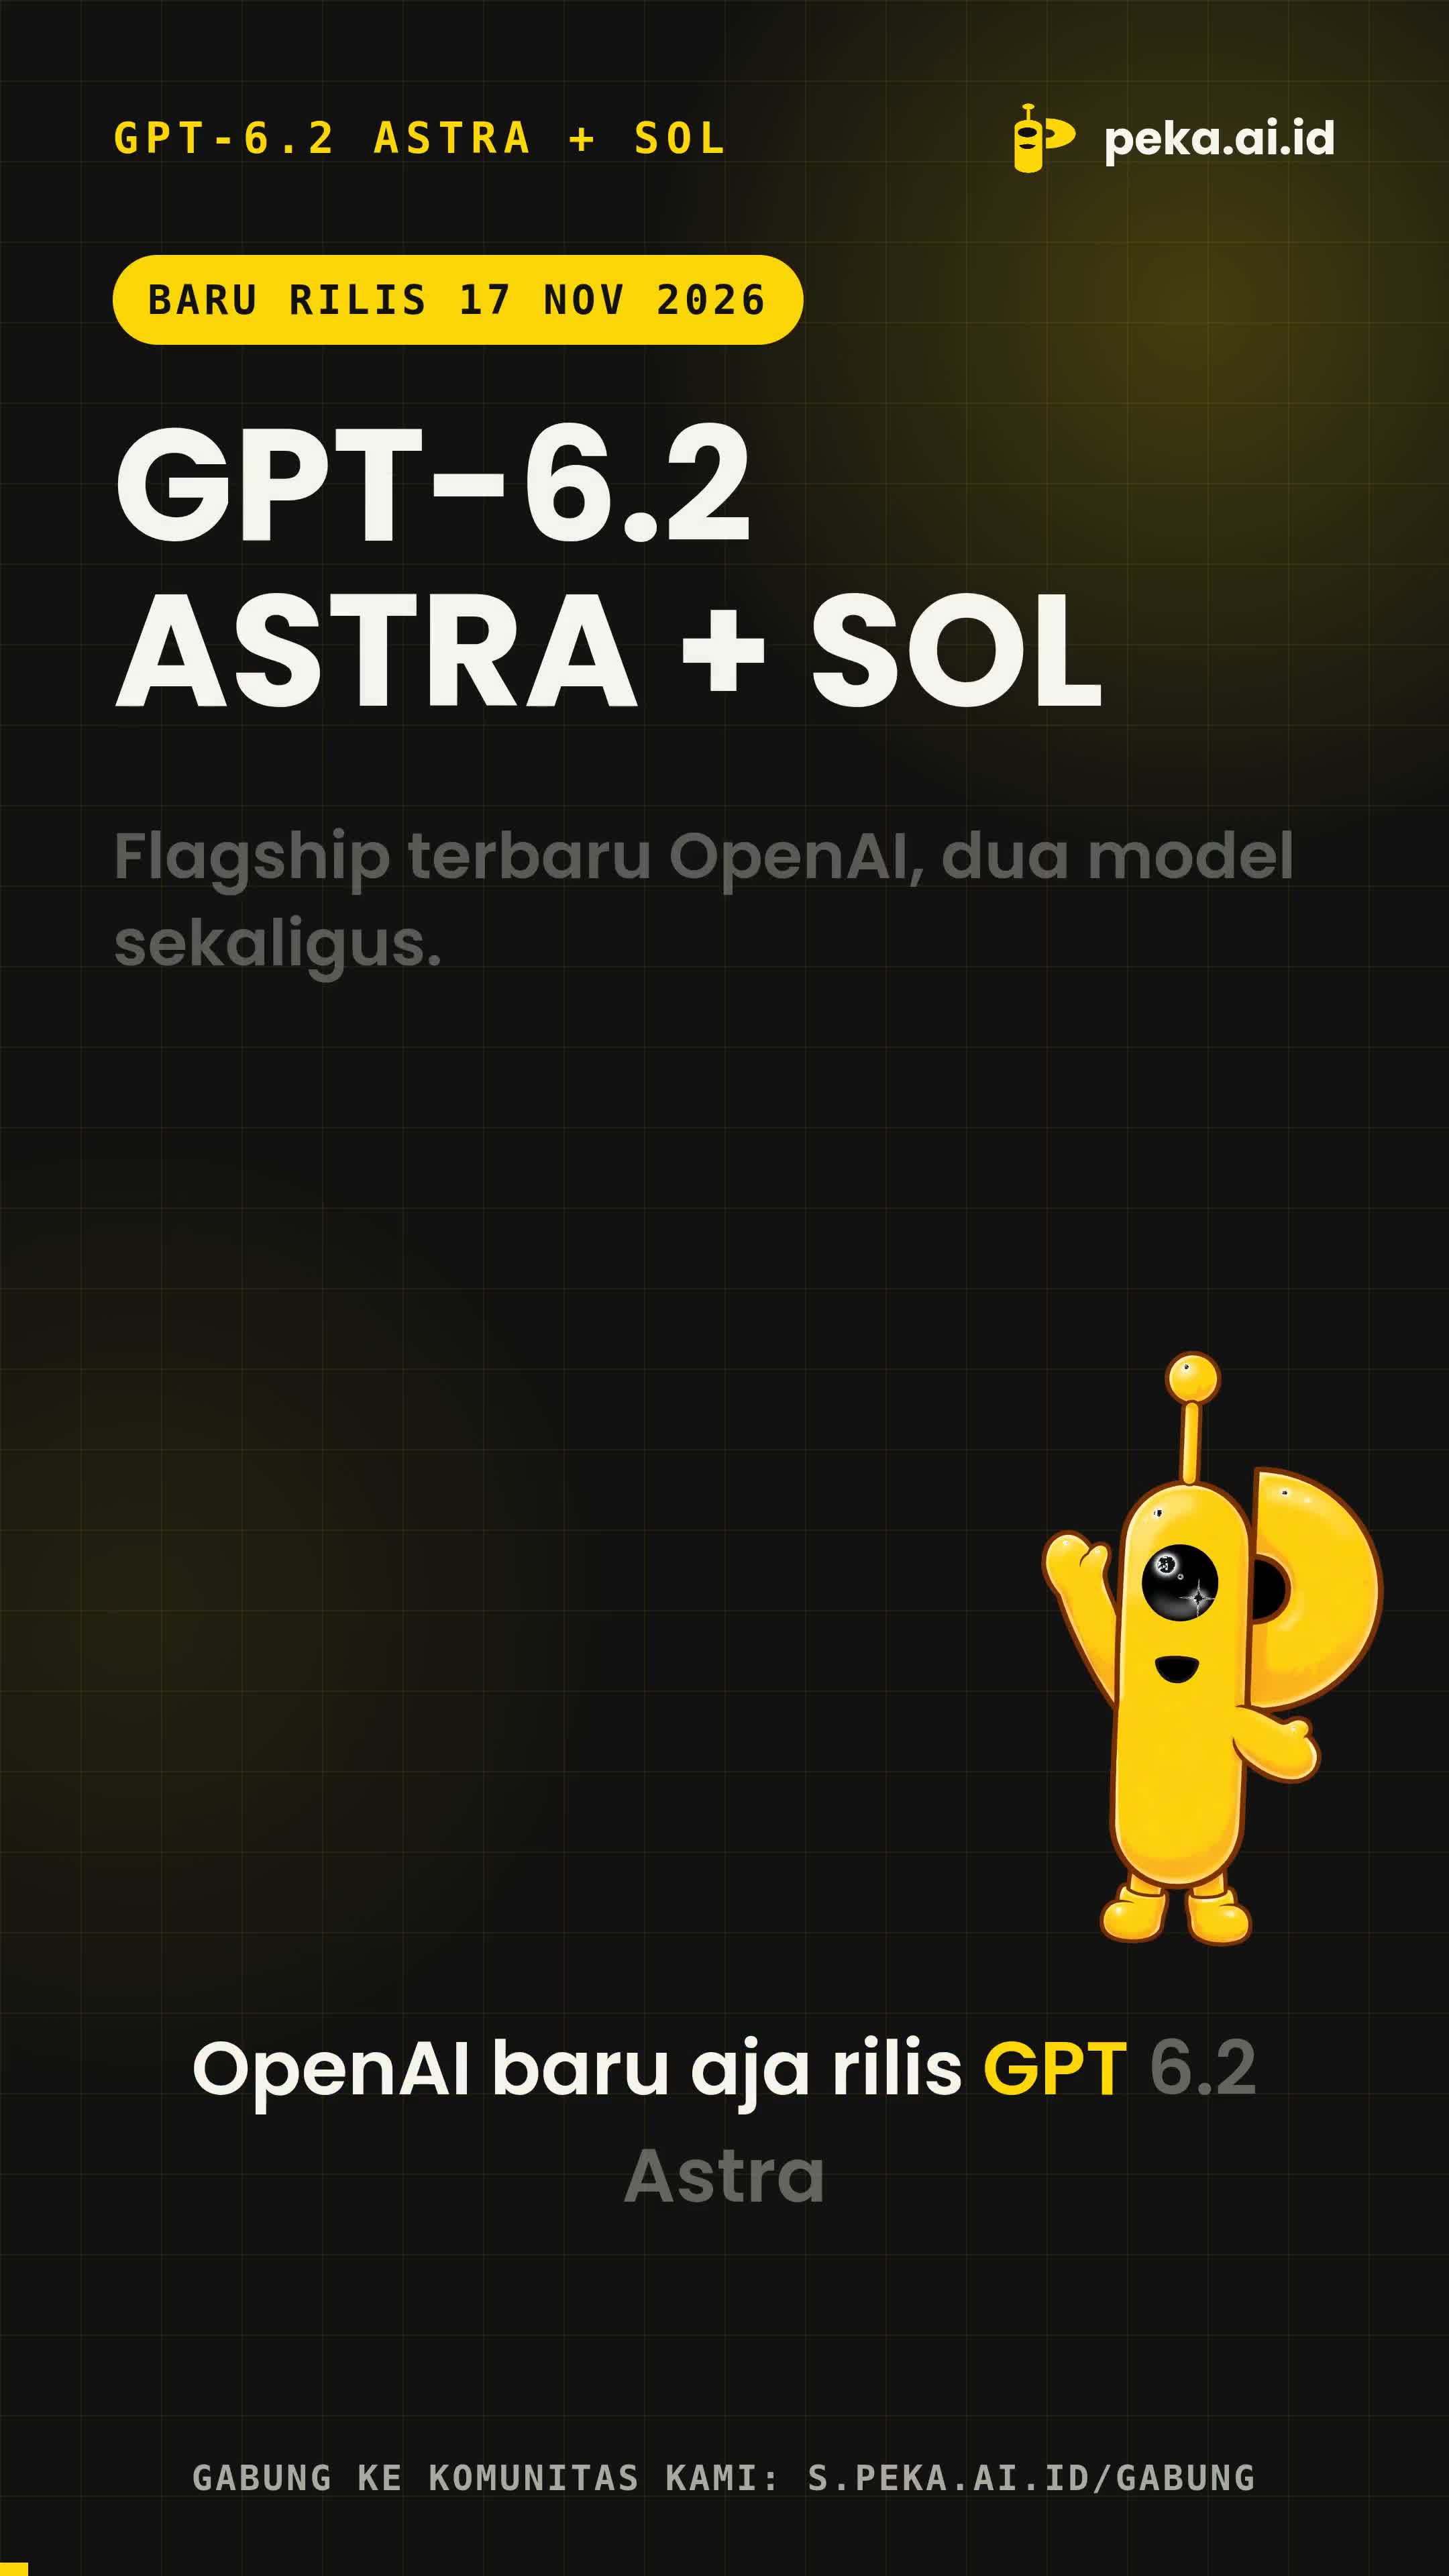 GPT-6.2 ASTRA + SOL
peka.ai.id
BARU RILIS 17 NOV 2026
GPT-6.2
ASTRA + SOL
Flagship terbaru OpenAI, dua model
sekaligus.
OpenAI baru aja rilis GPT 6.2
Astra
GABUNG KE KOMUNITAS KAMI: S.PEKA.AI.ID/GABUNG